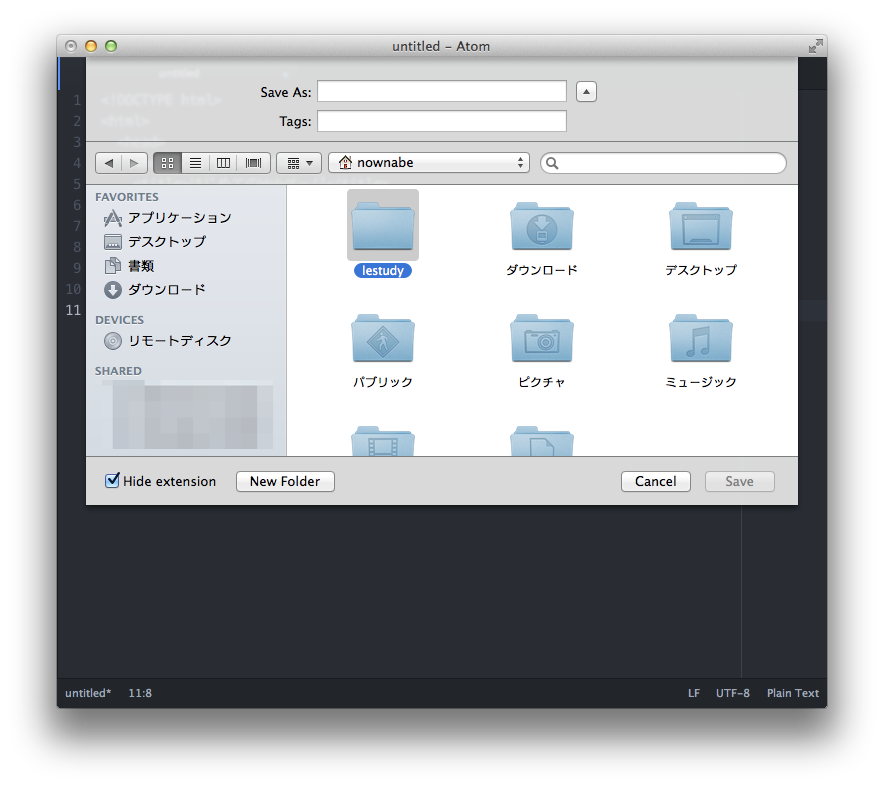 untitled – Atom
untitled
Save As:
Tags:
nownabe
FAVORITES
アプリケーション
デスクトップ
書類
ダウンロード
DEVICES
リモートディスク
SHARED
lestudy
ダウンロード
デスクトップ
パブリック
ピクチャ
ミュージック
Hide extension
New Folder
Cancel
Save
1 <!DOCTYPE html>
2 <html>
3
4
5
6
7
8
9
10
11
untitled* 11:8
LF UTF-8 Plain Text